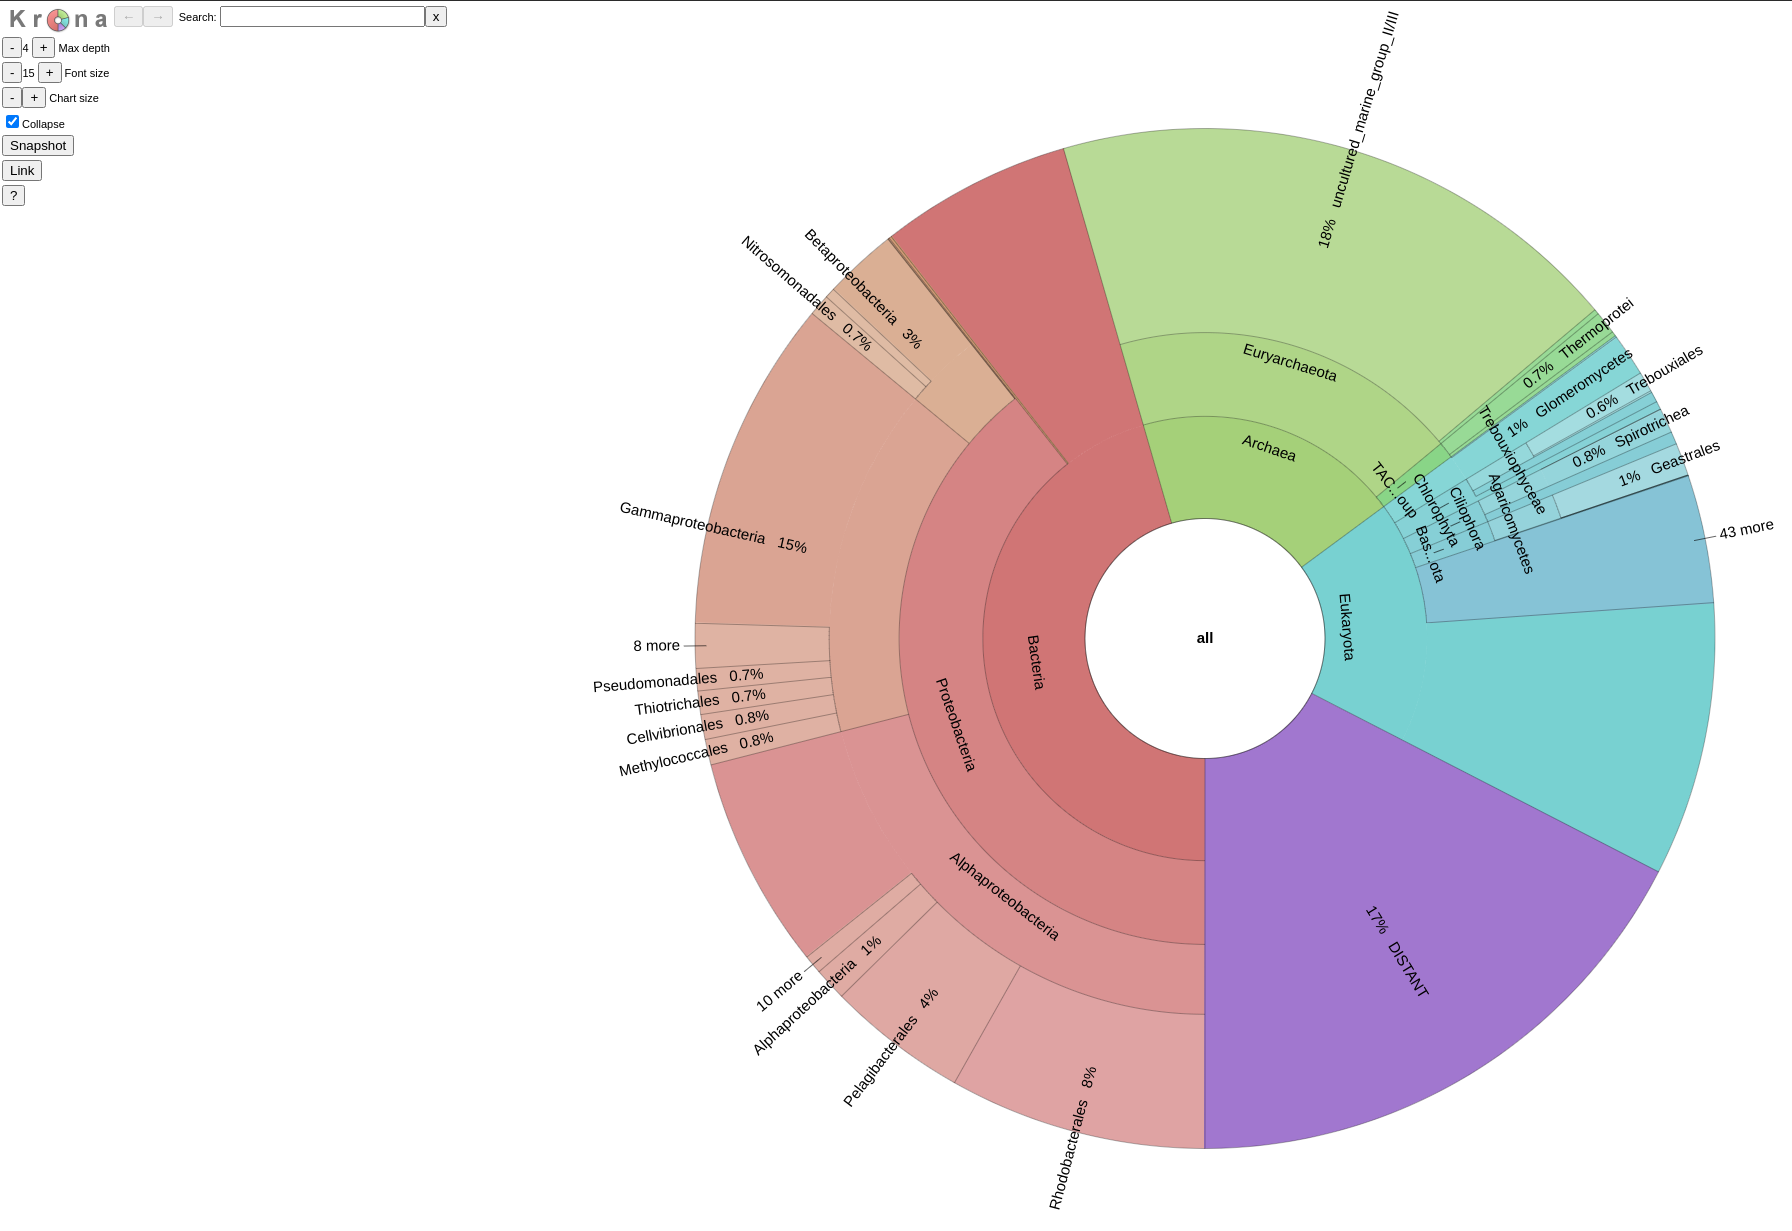 Krona ← → Search: x
- 4 + Max depth
- 15 + Font size
- + Chart size
Collapse
Snapshot
Link
?
all
Archaea
Euryarchaeota
18% uncultured_marine_group_II/III
TAC...oup
0.7% Thermoprotei
Eukaryota
1% Glomeromycetes
Chlorophyta
Trebouxiophyceae
0.6% Trebouxiales
Ciliophora
0.8% Spirotrichea
Bas...ota
Agaricomycetes
1% Geastrales
43 more
17% DISTANT
Bacteria
Proteobacteria
Alphaproteobacteria
Rhodobacterales 8%
Pelagibacterales 4%
Alphaproteobacteria 1%
10 more
Methylococcales 0.8%
Cellvibrionales 0.8%
Thiotrichales 0.7%
Pseudomonadales 0.7%
8 more
Gammaproteobacteria 15%
Nitrosomonadales 0.7%
Betaproteobacteria 3%